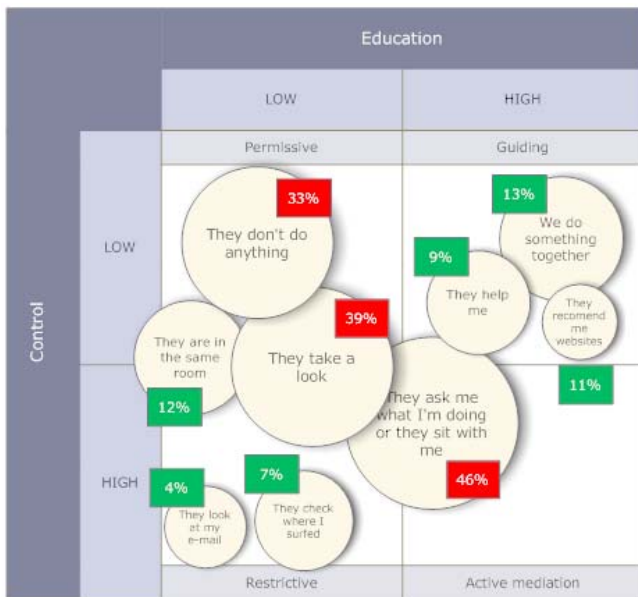 Education
LOW
HIGH
Permissive
Guiding
Control
LOW
HIGH
33%
They don't do
anything
13%
We do
something
together
9%
They help
me
They
recomend
me
websites
11%
39%
They take a
look
They are in
the same
room
12%
They ask me
what I'm doing
or they sit with
me
46%
4%
They look
at my
e-mail
7%
They check
where I
surfed
Restrictive
Active mediation